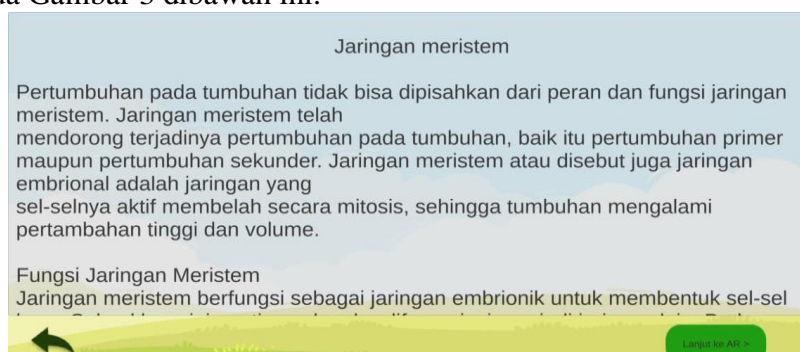 Gambar 3 dibawah ini.
Jaringan meristem
Pertumbuhan pada tumbuhan tidak bisa dipisahkan dari peran dan fungsi jaringan
meristem. Jaringan meristem telah
mendorong terjadinya pertumbuhan pada tumbuhan, baik itu pertumbuhan primer
maupun pertumbuhan sekunder. Jaringan meristem atau disebut juga jaringan
embrional adalah jaringan yang
sel-selnya aktif membelah secara mitosis, sehingga tumbuhan mengalami
pertambahan tinggi dan volume.
Fungsi Jaringan Meristem
Jaringan meristem berfungsi sebagai jaringan embrionik untuk membentuk sel-sel
Lanjut ke AR >